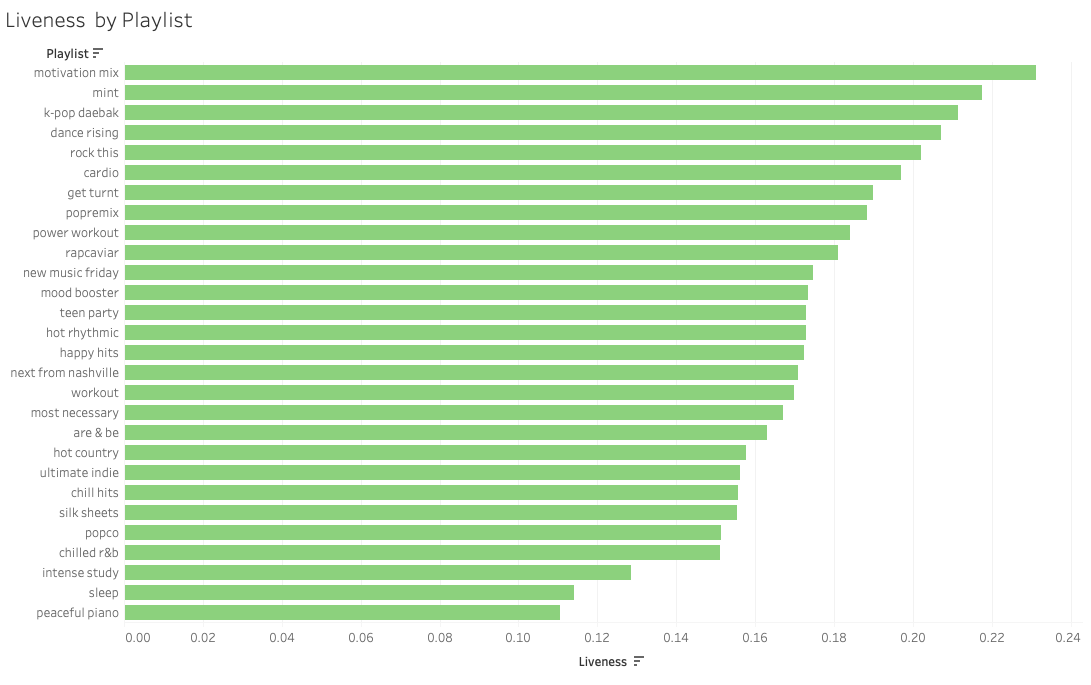 Liveness by Playlist
Playlist
motivation mix
mint
k-pop daebak
dance rising
rock this
cardio
get turnt
popremix
power workout
rapcaviar
new music friday
mood booster
teen party
hot rhythmic
happy hits
next from nashville
workout
most necessary
are & be
hot country
ultimate indie
chill hits
silk sheets
popco
chilled r&b
intense study
sleep
peaceful piano
0.00 0.02 0.04 0.06 0.08 0.10 0.12 0.14 0.16 0.18 0.20 0.22 0.24
Liveness